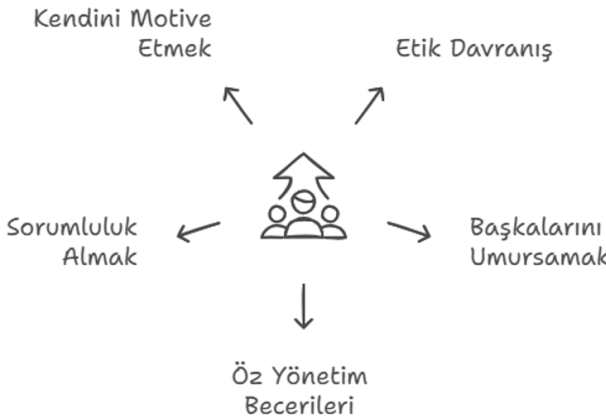 Kendini Motive
Etmek
Etik Davranış
Sorumluluk
Almak
Başkalarını
Umursamak
Öz Yönetim
Becerileri